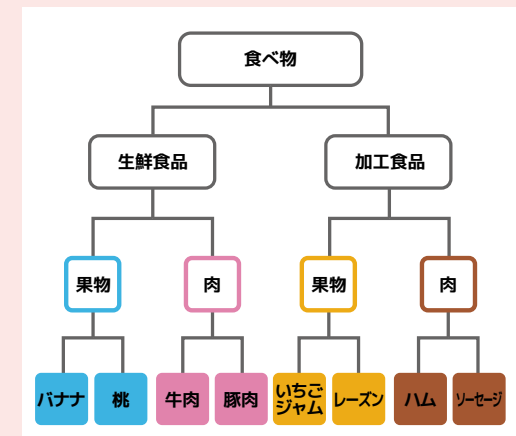 食べ物
生鮮食品
加工食品
果物
肉
果物
肉
バナナ
桃
牛肉
豚肉
いちご
ジャム
レーズン
ハム
ソーセージ